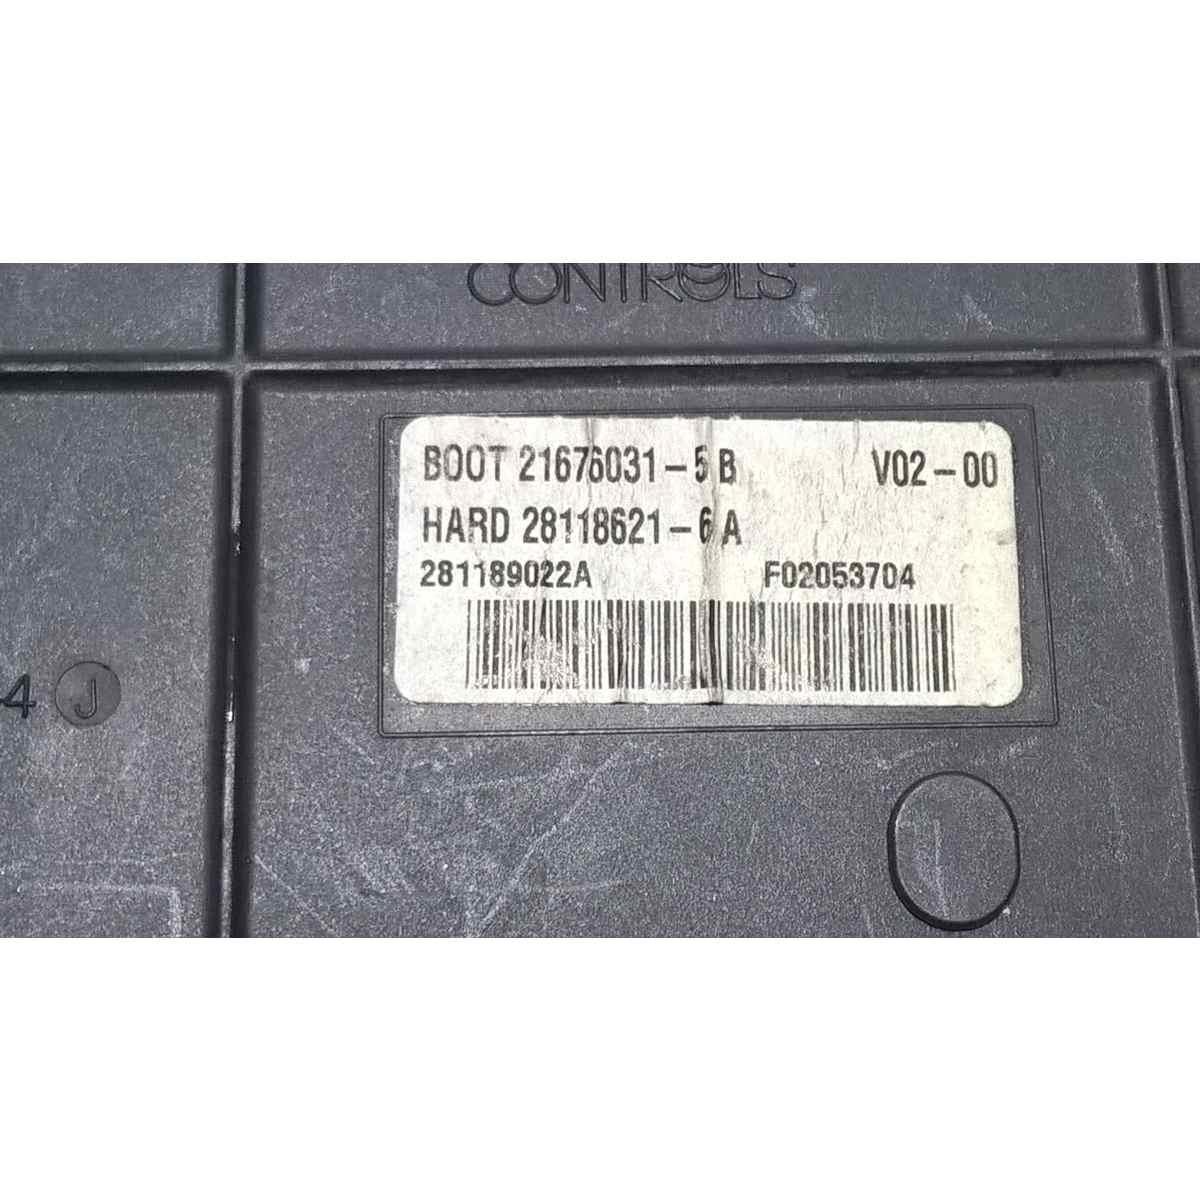 CONTROLS
BOOT 21676031-5 B V02-00
HARD 28118621-6 A
281189022A F02053704
4 J